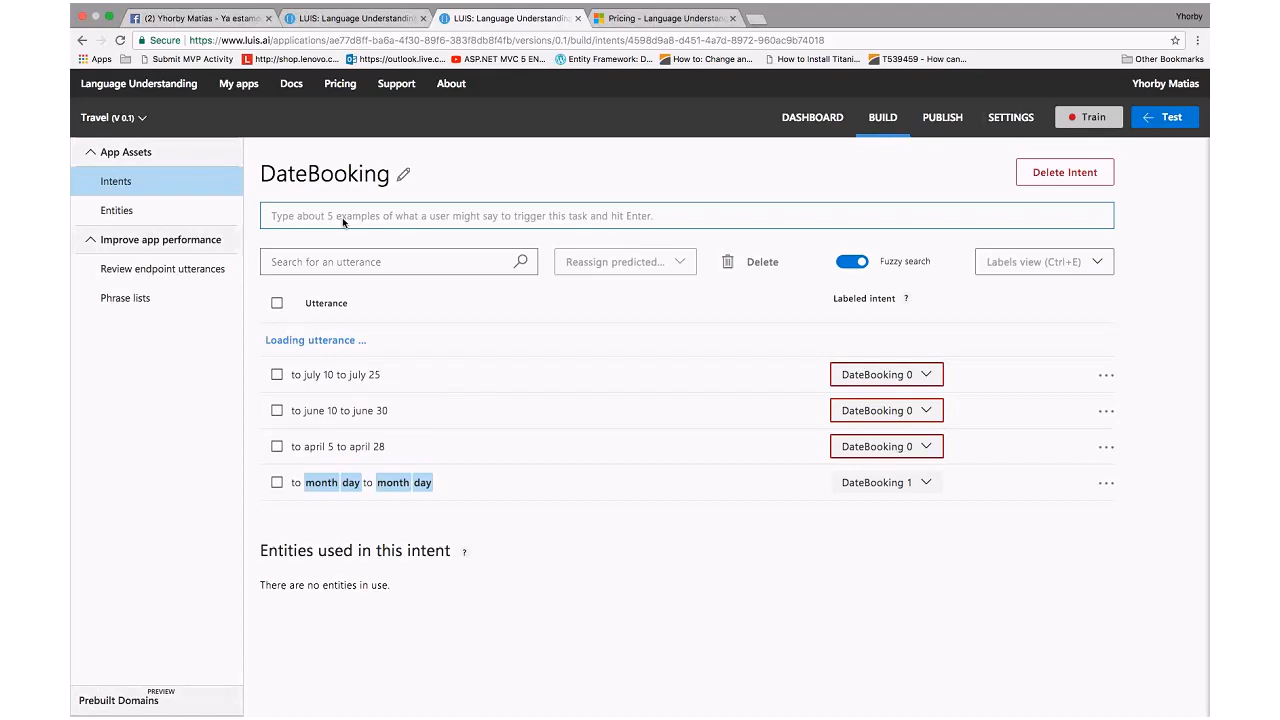 (2) Yhorby Matias - Ya estamo
LUIS: Language Understandin
LUIS: Language Understandin
Pricing - Language Understan
Yhorby
Secure
https://www.luis.ai/applications/ae77d8ff-ba6a-4f30-89f6-383f8db8f4fb/versions/0.1/build/intents/4598d9a8-d451-4a7d-8972-960ac9b74018
Apps
Submit MVP Activity
http://shop.lenovo.c...
https://outlook.live.c...
ASP.NET MVC 5 EN...
Entity Framework: D...
How to: Change an...
How to Install Titani...
T539459 - How can...
Other Bookmarks
Language Understanding
My apps
Docs
Pricing
Support
About
Yhorby Matias
Travel (V 0.1)
DASHBOARD
BUILD
PUBLISH
SETTINGS
Train
Test
App Assets
Intents
Entities
Improve app performance
Review endpoint utterances
Phrase lists
PREVIEW
Prebuilt Domains
DateBooking
Delete Intent
Type about 5 examples of what a user might say to trigger this task and hit Enter.
Search for an utterance
Reassign predicted...
Delete
Fuzzy search
Labels view (Ctrl+E)
Utterance
Labeled intent ?
Loading utterance ...
to july 10 to july 25
DateBooking 0
to june 10 to june 30
DateBooking 0
to april 5 to april 28
DateBooking 0
to month day to month day
DateBooking 1
Entities used in this intent ?
There are no entities in use.